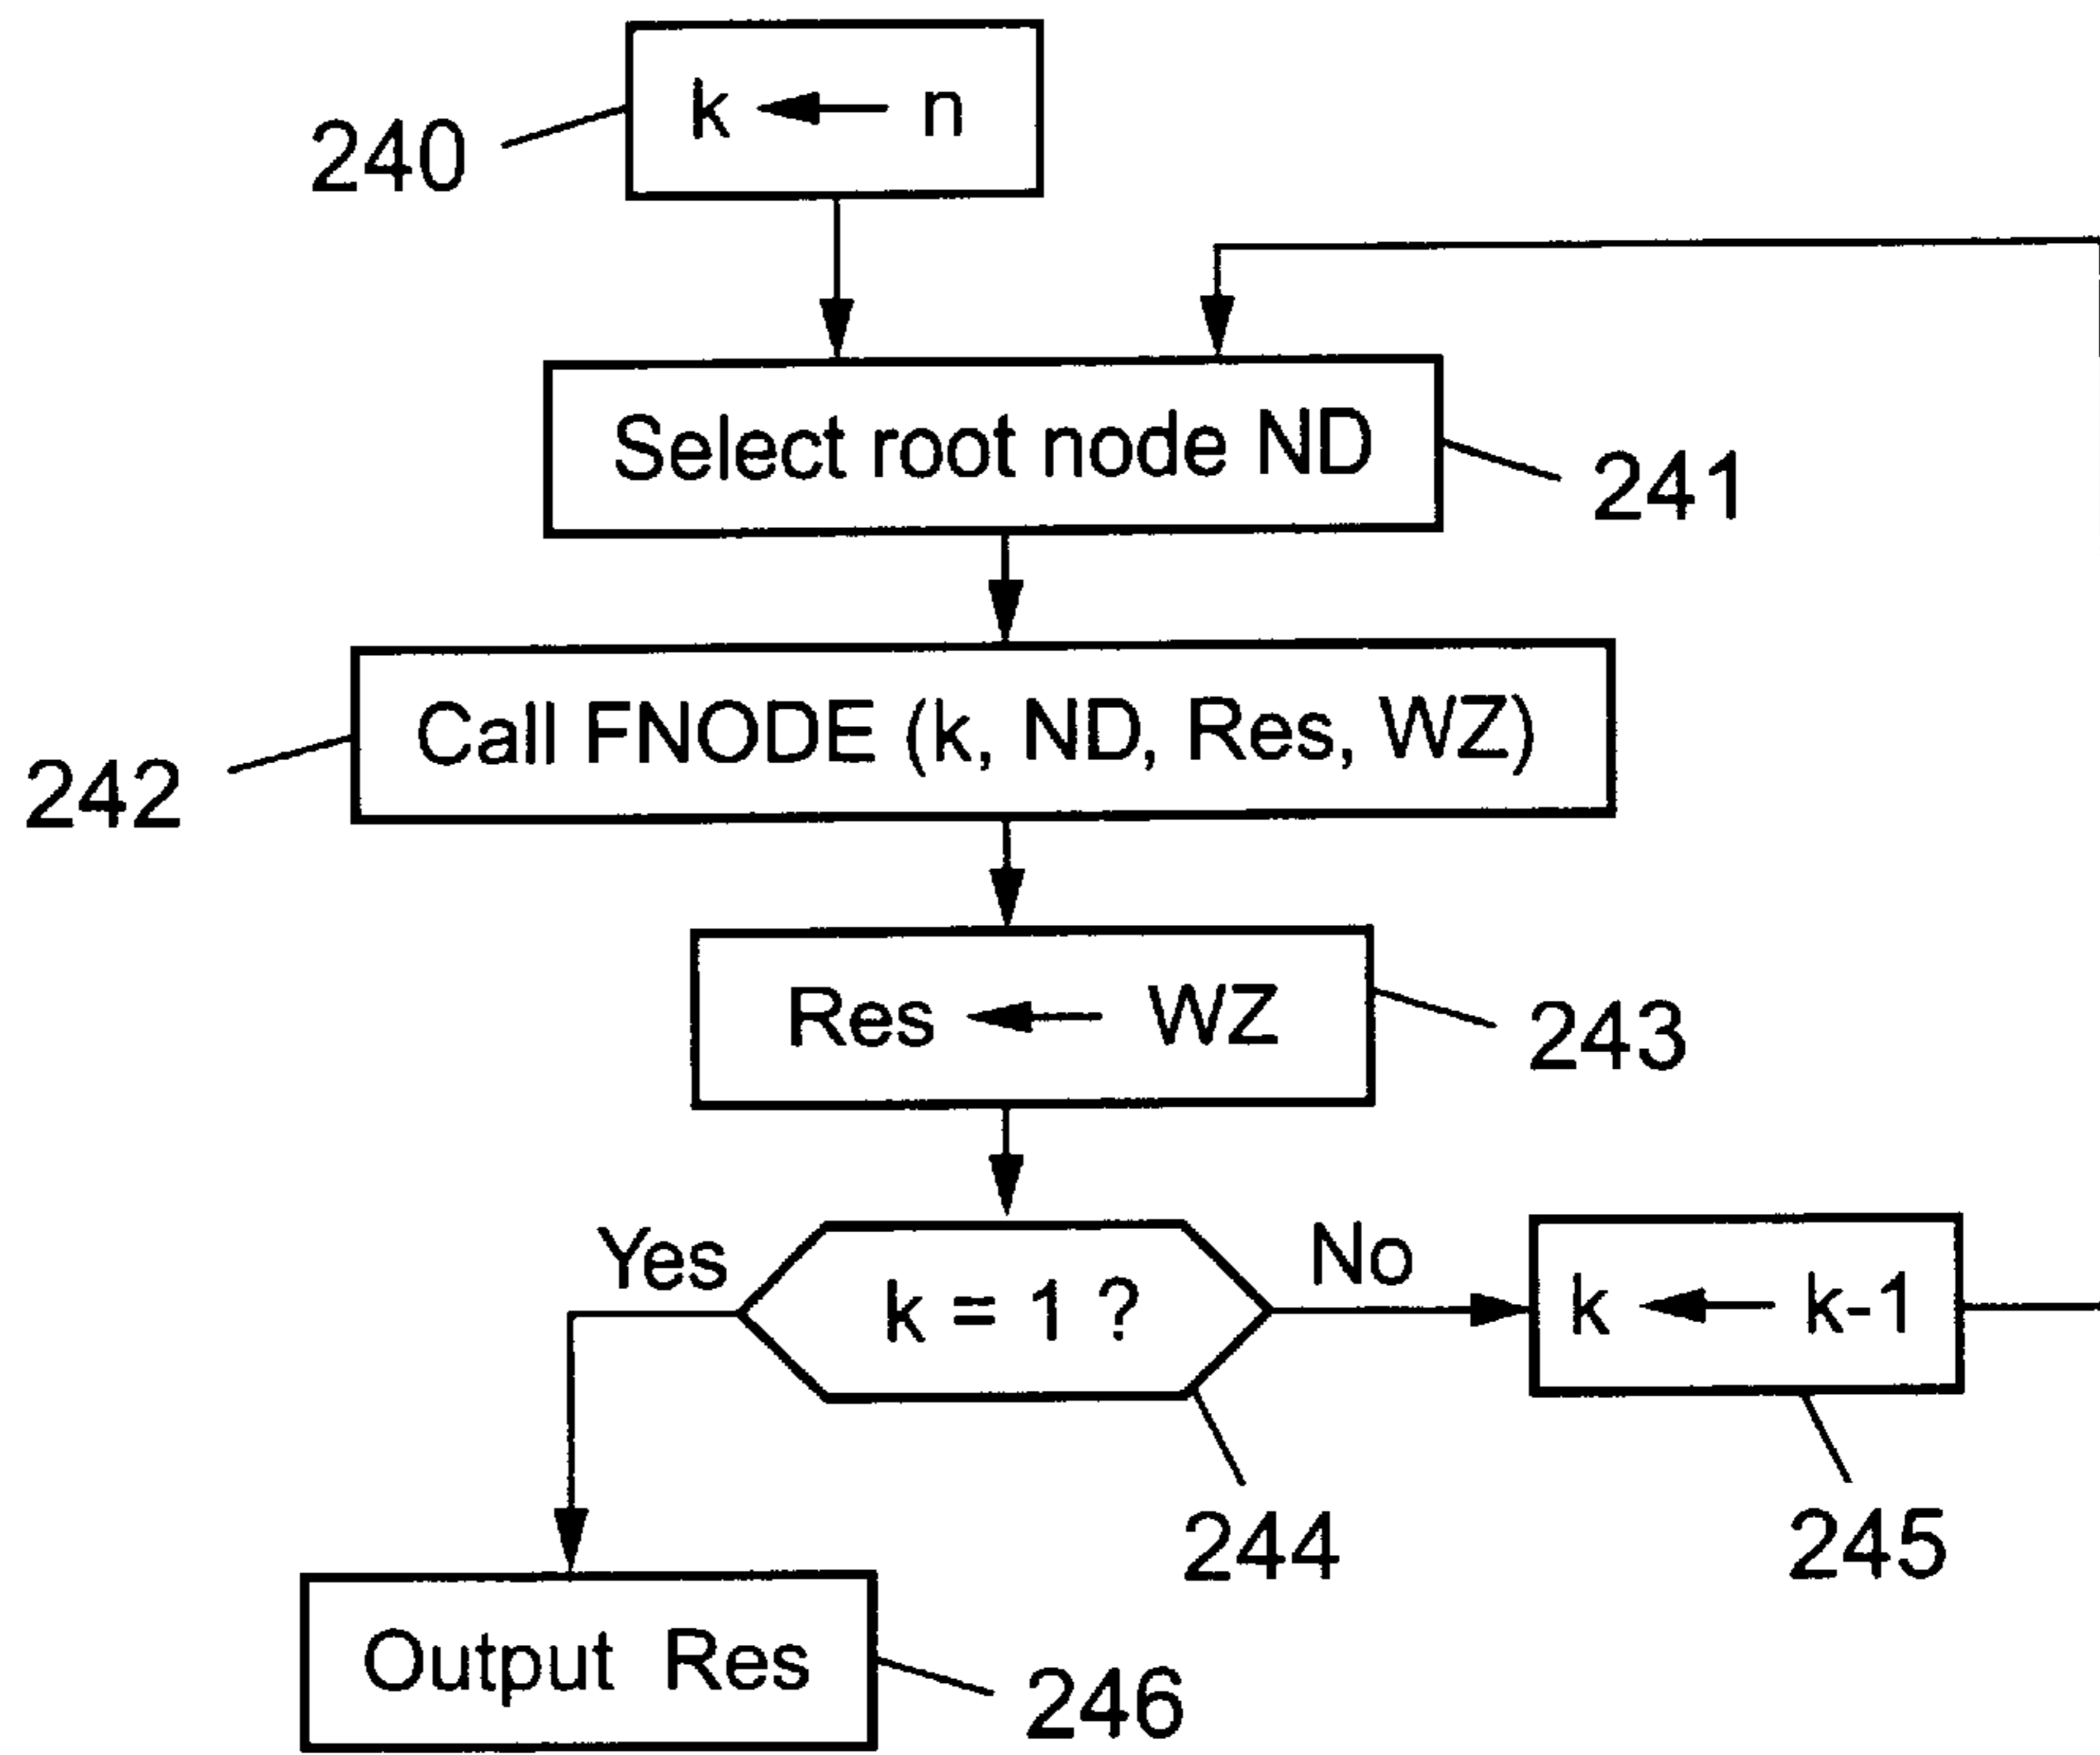 k ← n
240
Select root node ND
241
Call FNODE (k, ND, Res, WZ)
242
Res ← WZ
243
Yes
k = 1 ?
No
k ← k-1
244
245
Output Res
246